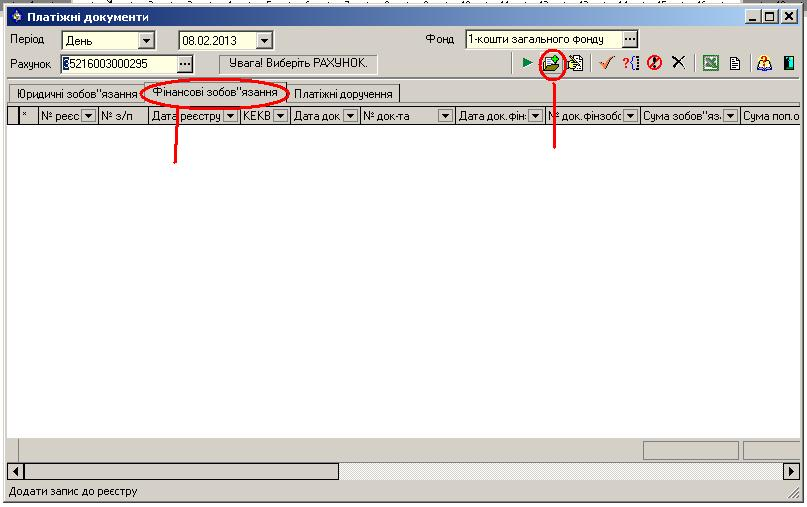 Платіжні документи
Період День 08.02.2013 Фонд 1-кошти загального фонду ...
Рахунок 35216003000295 ... Увага! Виберіть РАХУНОК.
Юридичні зобов"язання Фінансові зобов"язання Платіжні доручення
* № реєс № з/п Дата реєстру КЕКВ Дата док № док-та Дата док.фін: № док.фінзобо Сума зобов"яз. Сума поп.о
Додати запис до реєстру